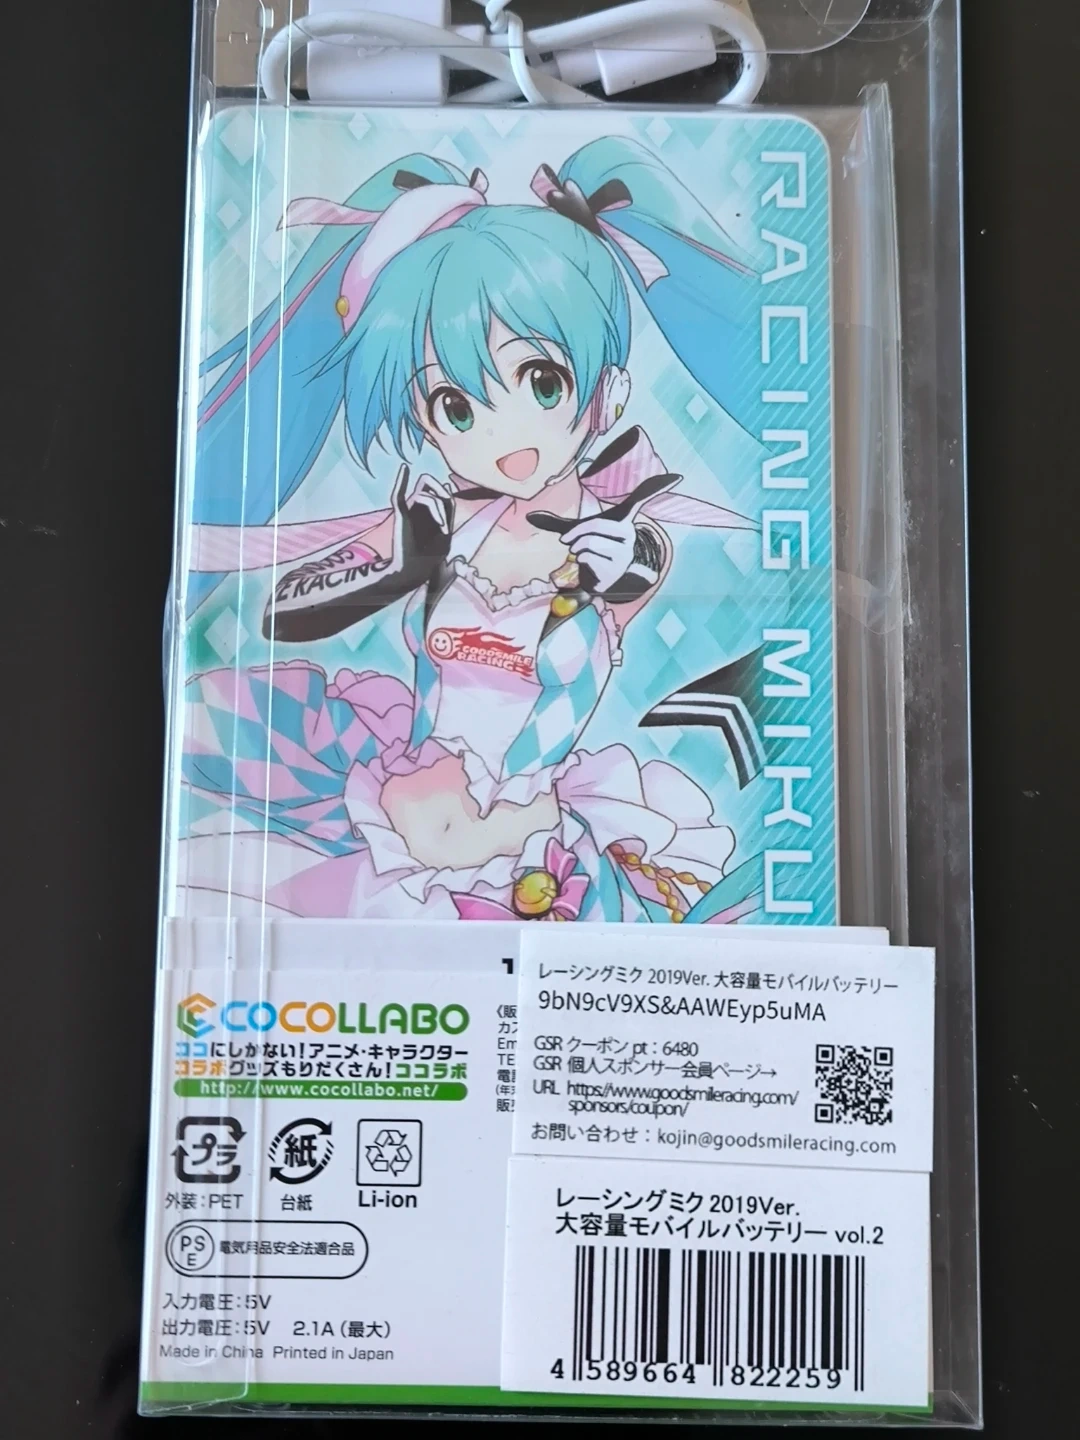 RACING MIKU
RACING
GOODSMILE
RACING
COCOLLABO
ココにしかない！アニメ・キャラクター
コラボグッズもりだくさん！ココラボ
http://www.cocollabo.net/
プラ
紙
外装：PET
台紙
Li-ion
PS
E
電気用品安全法適合品
入力電圧：5V
出力電圧：5V 2.1A（最大）
Made in China Printed in Japan
レーシングミク 2019Ver. 大容量モバイルバッテリー
9bN9cV9XS&AAWEyp5uMA
GSR クーポン pt：6480
GSR 個人スポンサー会員ページ→
URL https://www.goodsmileracing.com/
sponsors/coupon/
お問い合わせ：kojin@goodsmileracing.com
レーシングミク 2019Ver.
大容量モバイルバッテリー vol.2
4 589664 822259